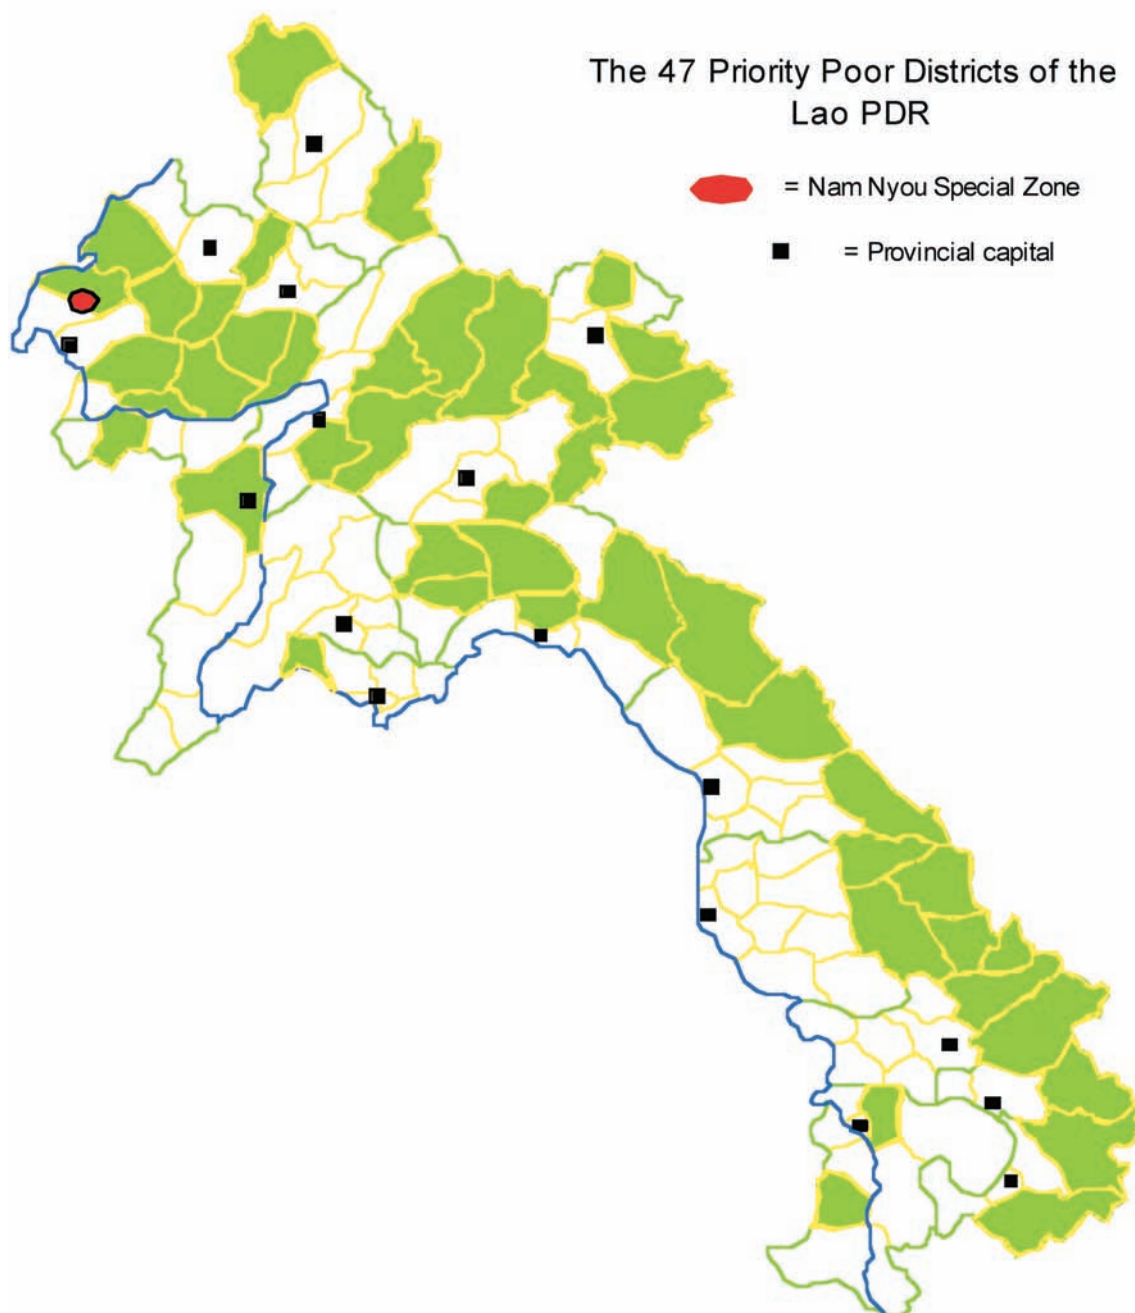 The 47 Priority Poor Districts of the
Lao PDR
= Nam Nyou Special Zone
= Provincial capital